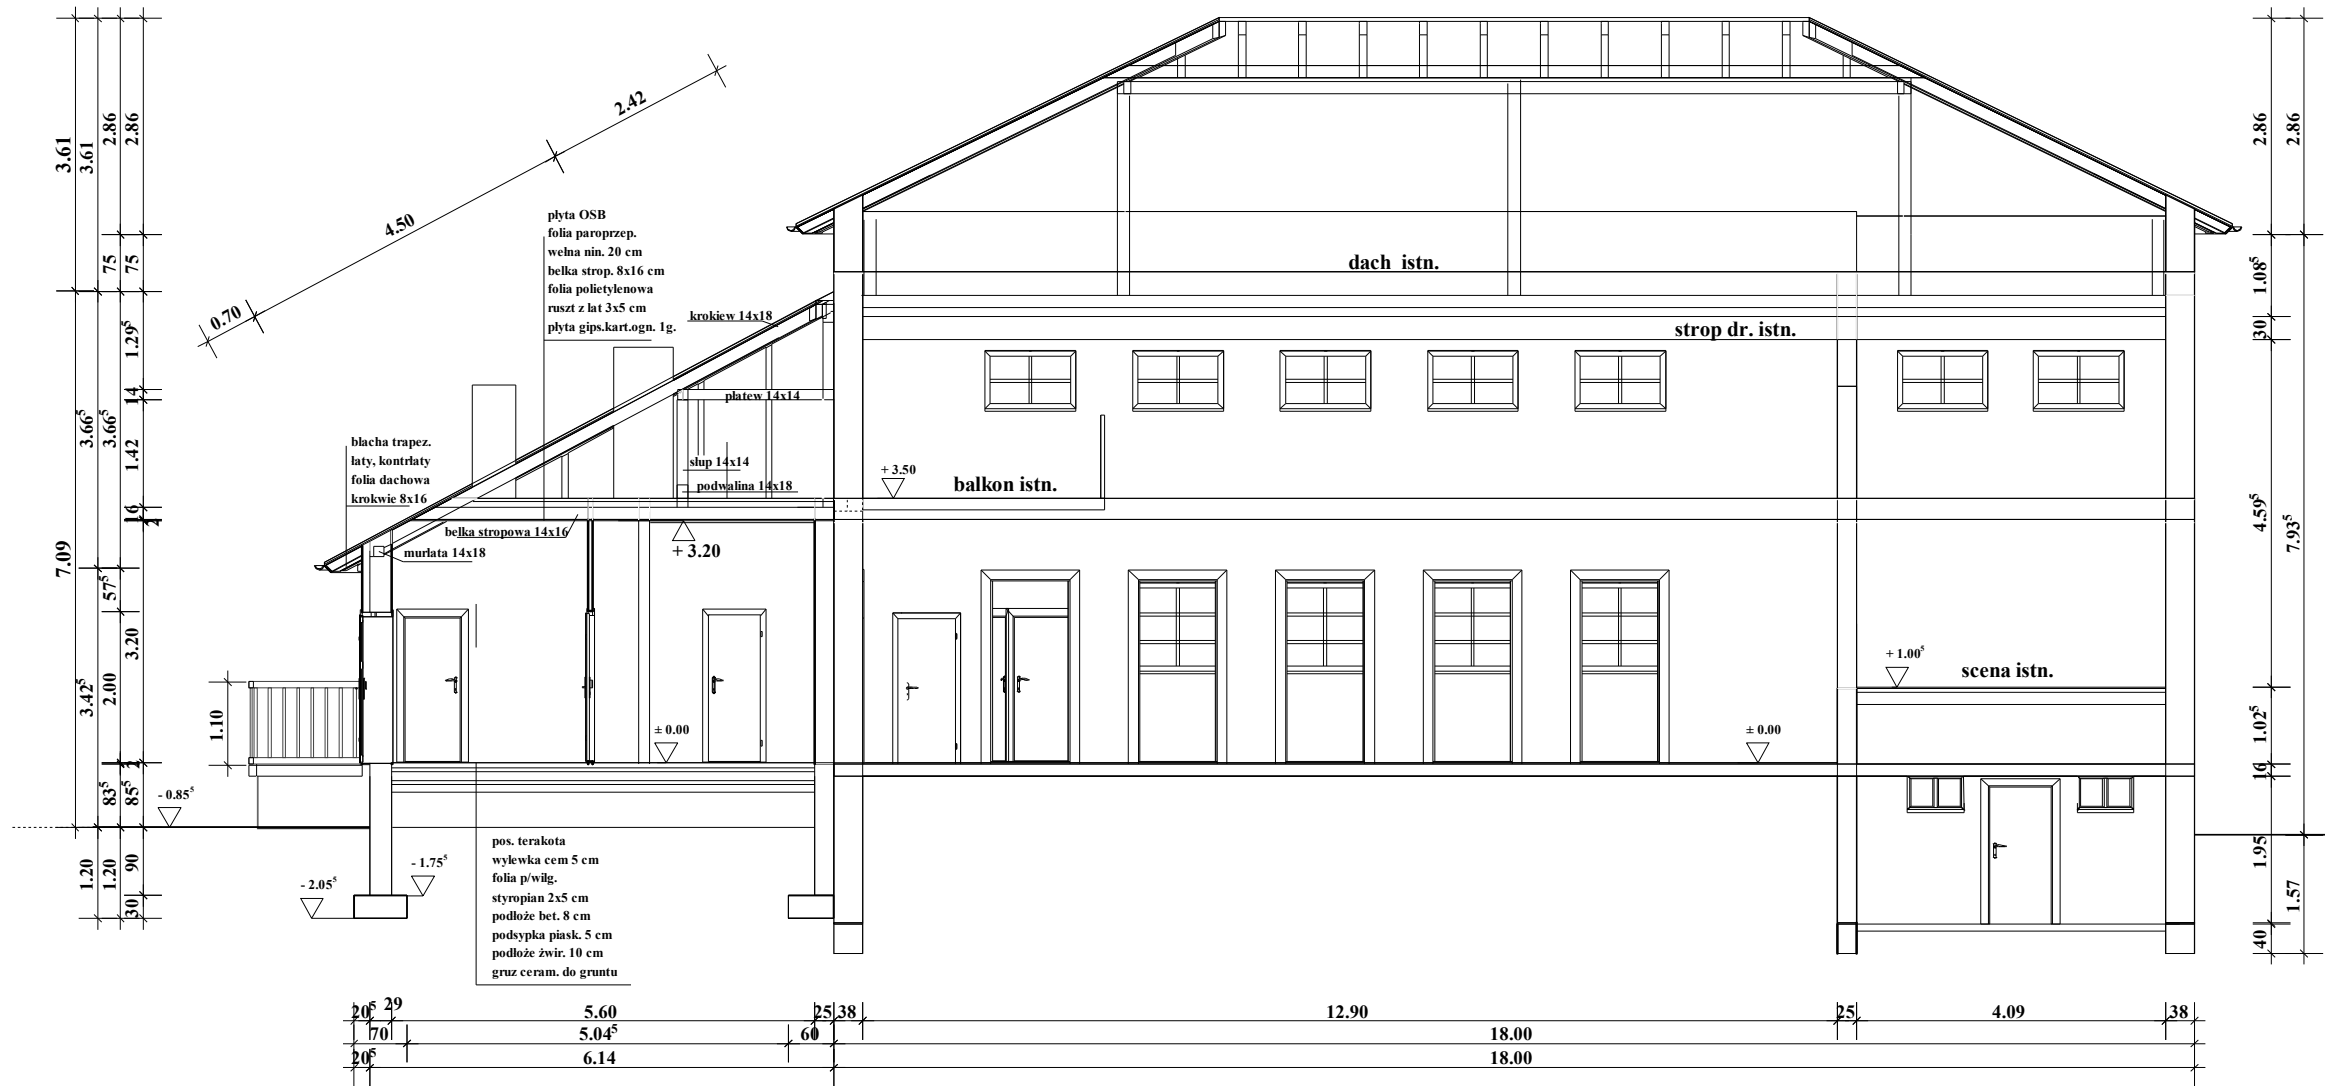 3.61
3.61
2.86
2.86
75
75
1.29⁵
14
1.42
16
2
3.66⁵
3.66⁵
7.09
57⁵
3.20
2.00
3.42⁵
2
83⁵
85⁵
1.20
1.20
90
30
1.10
0.70
4.50
2.42
płyta OSB
folia paroprzep.
wełna nin. 20 cm
belka strop. 8x16 cm
folia polietylenowa
ruszt z łat 3x5 cm
płyta gips.kart.ogn. 1g.
krokiew 14x18
płatew 14x14
blacha trapez.
łaty, kontrłaty
folia dachowa
krokwie 8x16
słup 14x14
podwalina 14x18
belka stropowa 14x16
murłata 14x18
+ 3.20
dach istn.
strop dr. istn.
+ 3.50
balkon istn.
+ 1.00⁵
scena istn.
± 0.00
± 0.00
- 0.85⁵
- 1.75⁵
- 2.05⁵
pos. terakota
wylewka cem 5 cm
folia p/wilg.
styropian 2x5 cm
podłoże bet. 8 cm
podsypka piask. 5 cm
podłoże żwir. 10 cm
gruz ceram. do gruntu
2.86
2.86
1.08⁵
30
4.59⁵
7.93⁵
1.02⁵
16
1.95
1.57
40
20⁵ 29 5.60 25 38 12.90 25 4.09 38
70 5.04⁵ 60 18.00
20⁵ 6.14 18.00